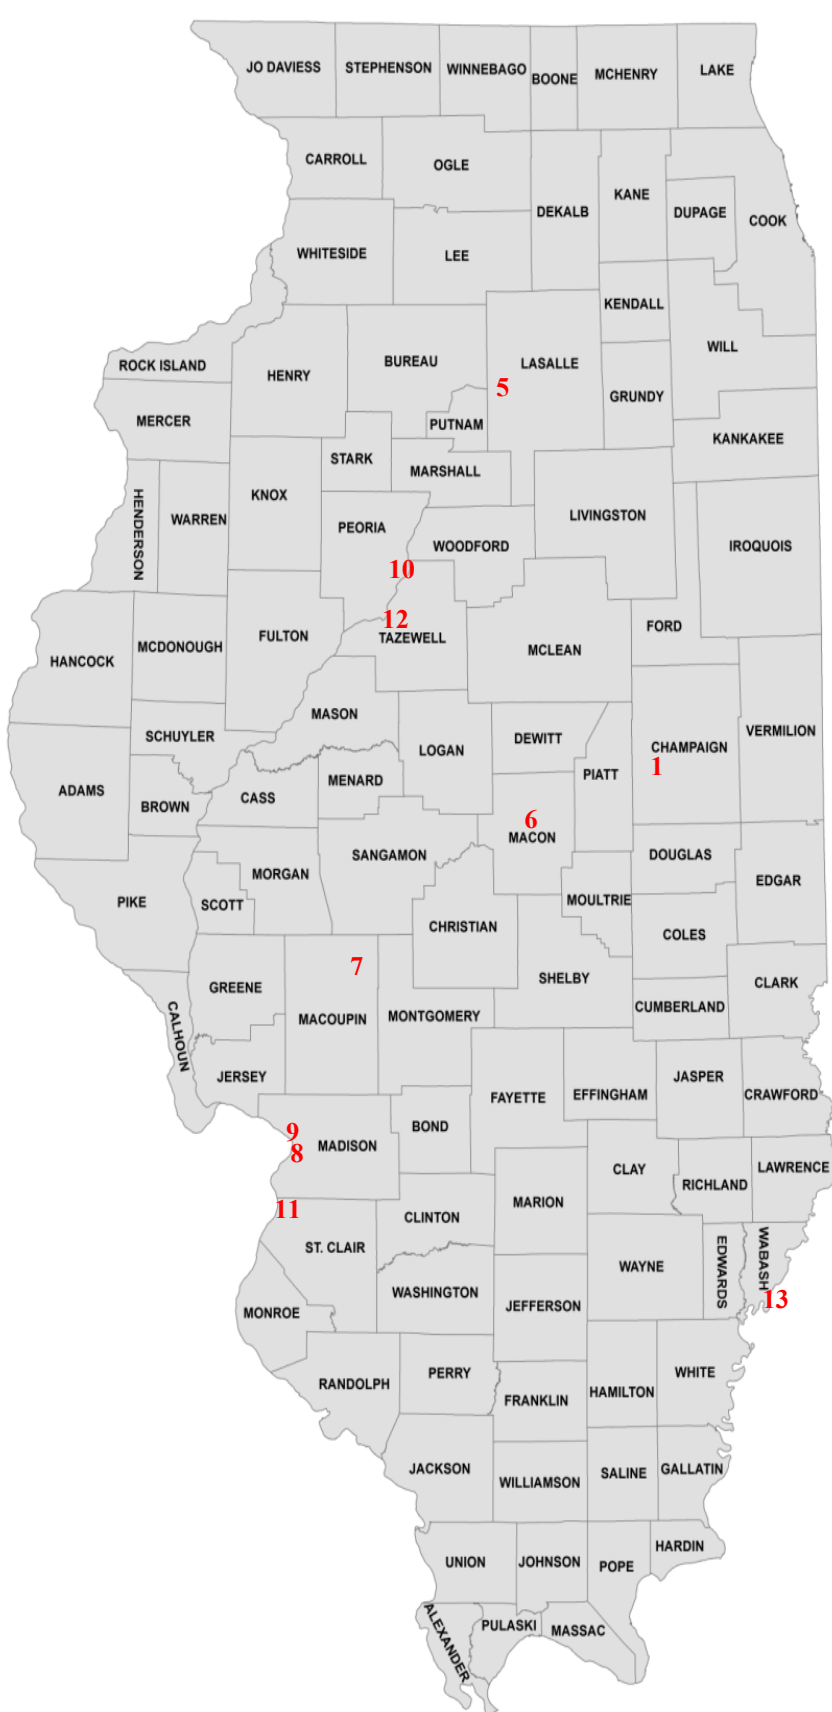 JO DAVIESS
STEPHENSON
WINNEBAGO
BOONE
MCHENRY
LAKE
CARROLL
OGLE
DEKALB
KANE
DUPAGE
COOK
WHITESIDE
LEE
KENDALL
WILL
ROCK ISLAND
HENRY
BUREAU
LASALLE
5
GRUNDY
MERCER
PUTNAM
KANKAKEE
STARK
MARSHALL
HENDERSON
WARREN
KNOX
PEORIA
WOODFORD
LIVINGSTON
IROQUOIS
10
12
HANCOCK
MCDONOUGH
FULTON
TAZEWELL
MCLEAN
FORD
SCHUYLER
MASON
LOGAN
DEWITT
PIATT
CHAMPAIGN
1
VERMILION
ADAMS
BROWN
CASS
MENARD
6
MACON
SANGAMON
DOUGLAS
EDGAR
PIKE
SCOTT
MORGAN
CHRISTIAN
MOULTRIE
COLES
7
GREENE
MACOUPIN
MONTGOMERY
SHELBY
CUMBERLAND
CLARK
CALHOUN
JERSEY
FAYETTE
EFFINGHAM
JASPER
CRAWFORD
9
8
MADISON
BOND
CLAY
RICHLAND
LAWRENCE
11
ST. CLAIR
CLINTON
MARION
WAYNE
EDWARDS
WABASH
13
MONROE
WASHINGTON
JEFFERSON
RANDOLPH
PERRY
FRANKLIN
HAMILTON
WHITE
JACKSON
WILLIAMSON
SALINE
GALLATIN
UNION
JOHNSON
POPE
HARDIN
ALEXANDER
PULASKI
MASSAC